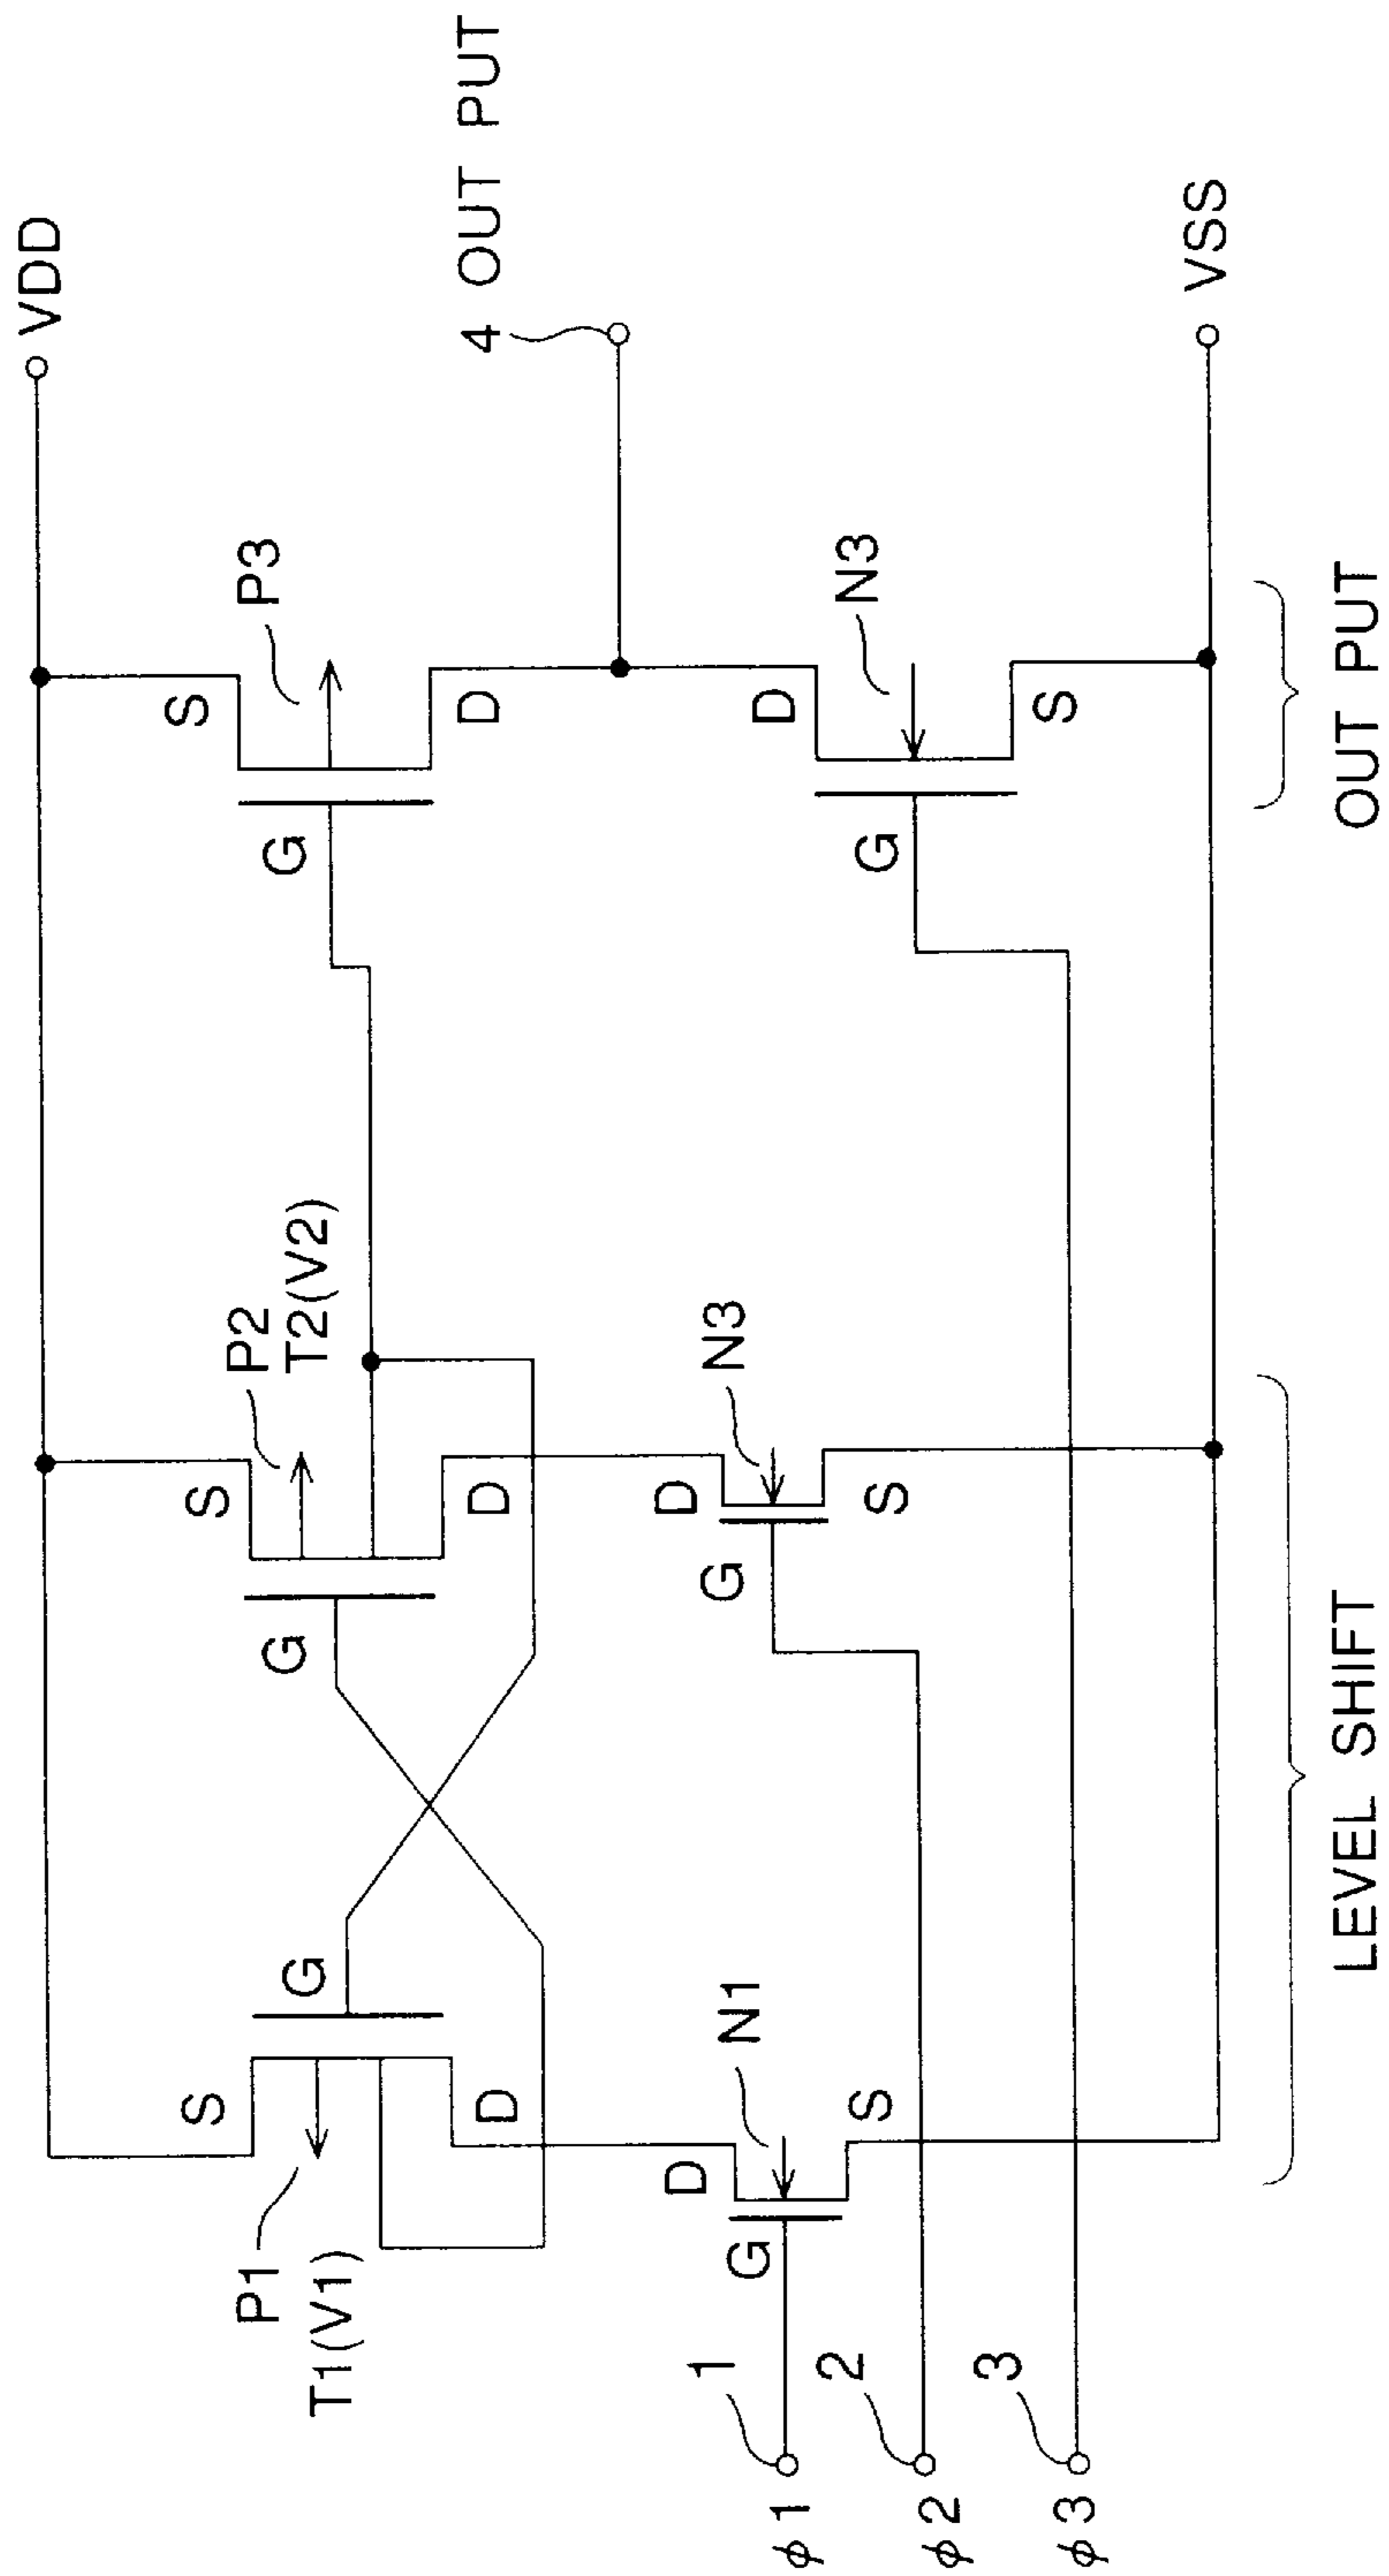 VDD
S
P3
S
P2
S
P1
T1(V1)
G
T2(V2)
G
G
D
4 OUT PUT
D
D
D
N3
D
N3
D
N1
G
G
G
1
S
S
S
2
3
φ1
φ2
φ3
VSS
LEVEL SHIFT
OUT PUT